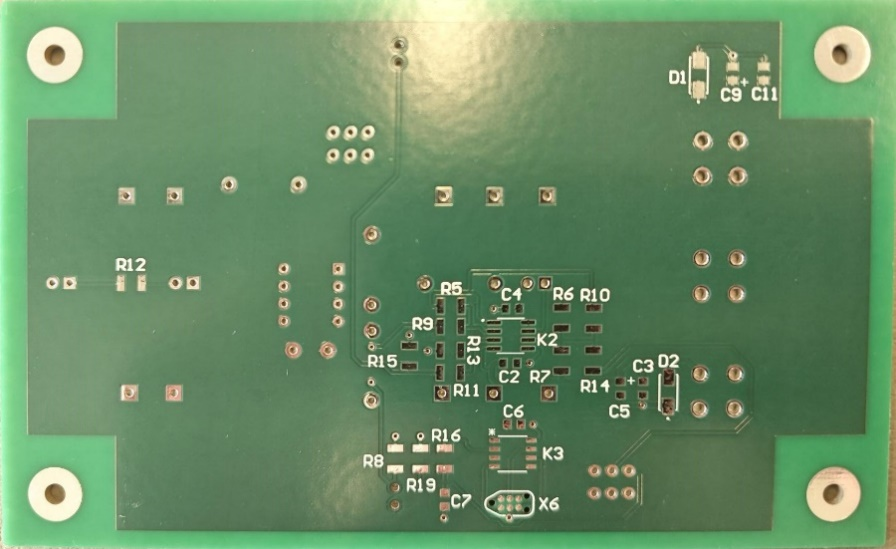 D1
C9 + C11
R12
R5
C4
R6
R10
R9
K2
R13
R15
C2
R7
R11
R14
C3
D2
+
C5
C6
*
R16
K3
R8
R19
C7
X6